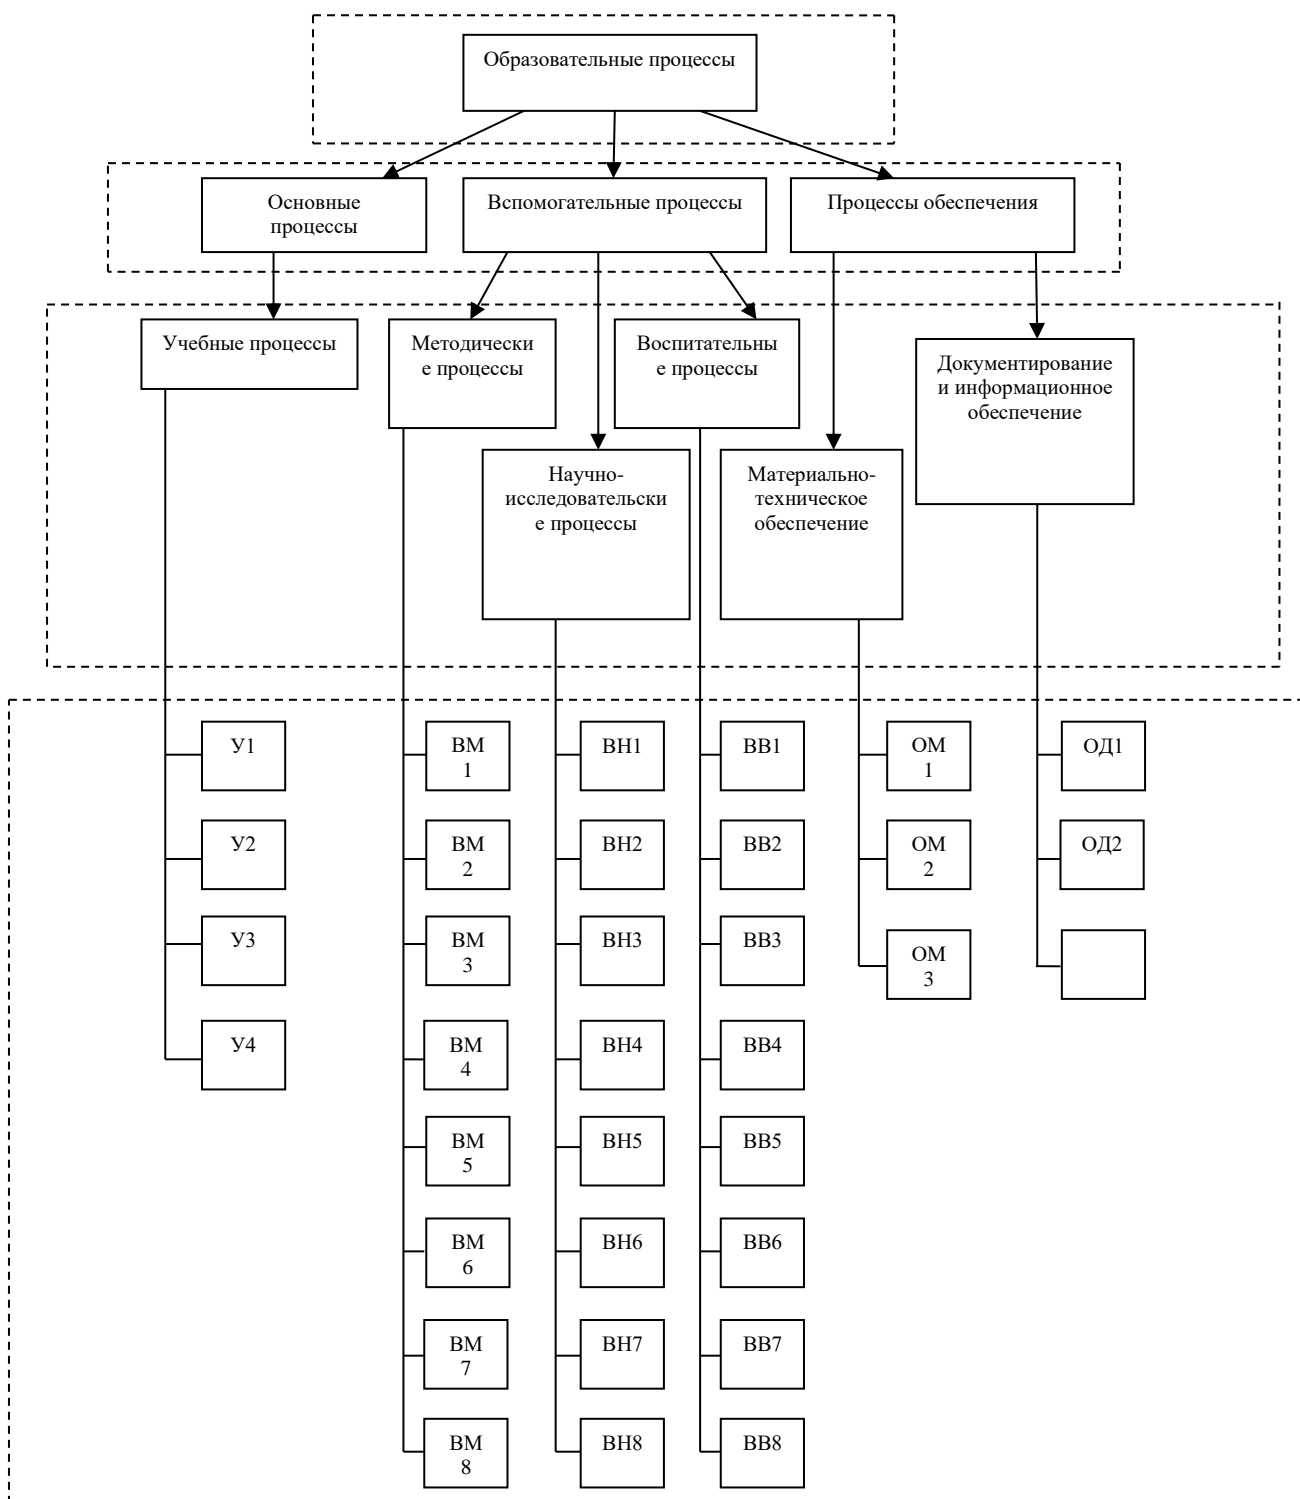 Образовательные процессы
Основные
процессы
Вспомогательные процессы
Процессы обеспечения
Учебные процессы
Методически
е процессы
Воспитательны
е процессы
Документирование
и информационное
обеспечение
Научно-
исследовательски
е процессы
Материально-
техническое
обеспечение
У1
ВМ
1
ВН1
ВВ1
ОМ
1
ОД1
У2
ВМ
2
ВН2
ВВ2
ОМ
2
ОД2
У3
ВМ
3
ВН3
ВВ3
ОМ
3
У4
ВМ
4
ВН4
ВВ4
ВМ
5
ВН5
ВВ5
ВМ
6
ВН6
ВВ6
ВМ
7
ВН7
ВВ7
ВМ
8
ВН8
ВВ8